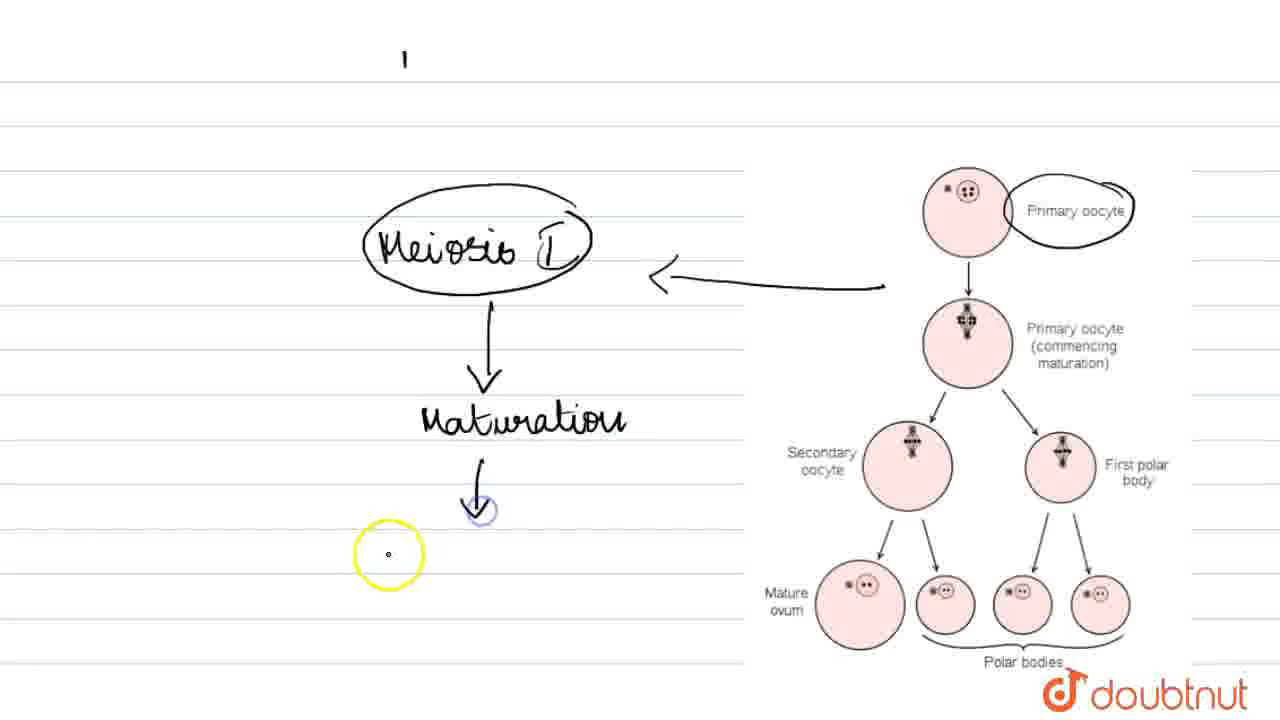 ı
Meiosis I
Maturation
Primary oocyte
Primary oocyte
(commencing
maturation)
Secondary
oocyte
First polar
body
Mature
ovum
Polar bodies
doubtnut